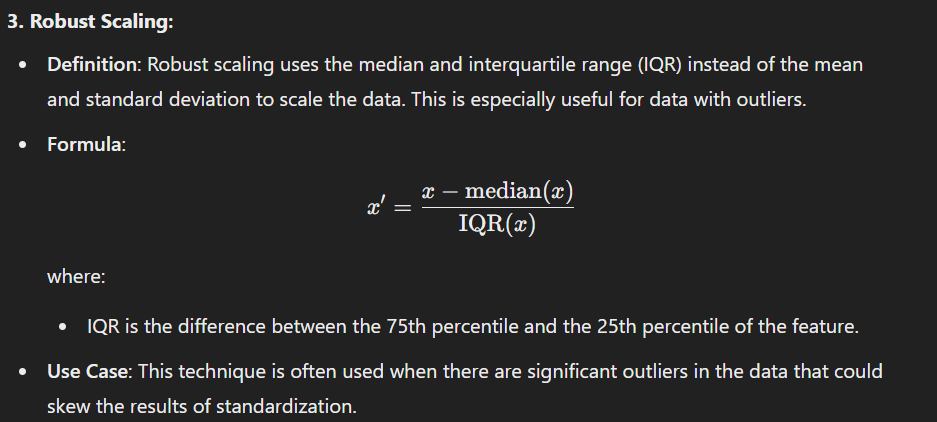 3. Robust Scaling:
• Definition: Robust scaling uses the median and interquartile range (IQR) instead of the mean
and standard deviation to scale the data. This is especially useful for data with outliers.
• Formula:
x′ = (x − median(x)) / IQR(x)
where:
• IQR is the difference between the 75th percentile and the 25th percentile of the feature.
• Use Case: This technique is often used when there are significant outliers in the data that could
skew the results of standardization.